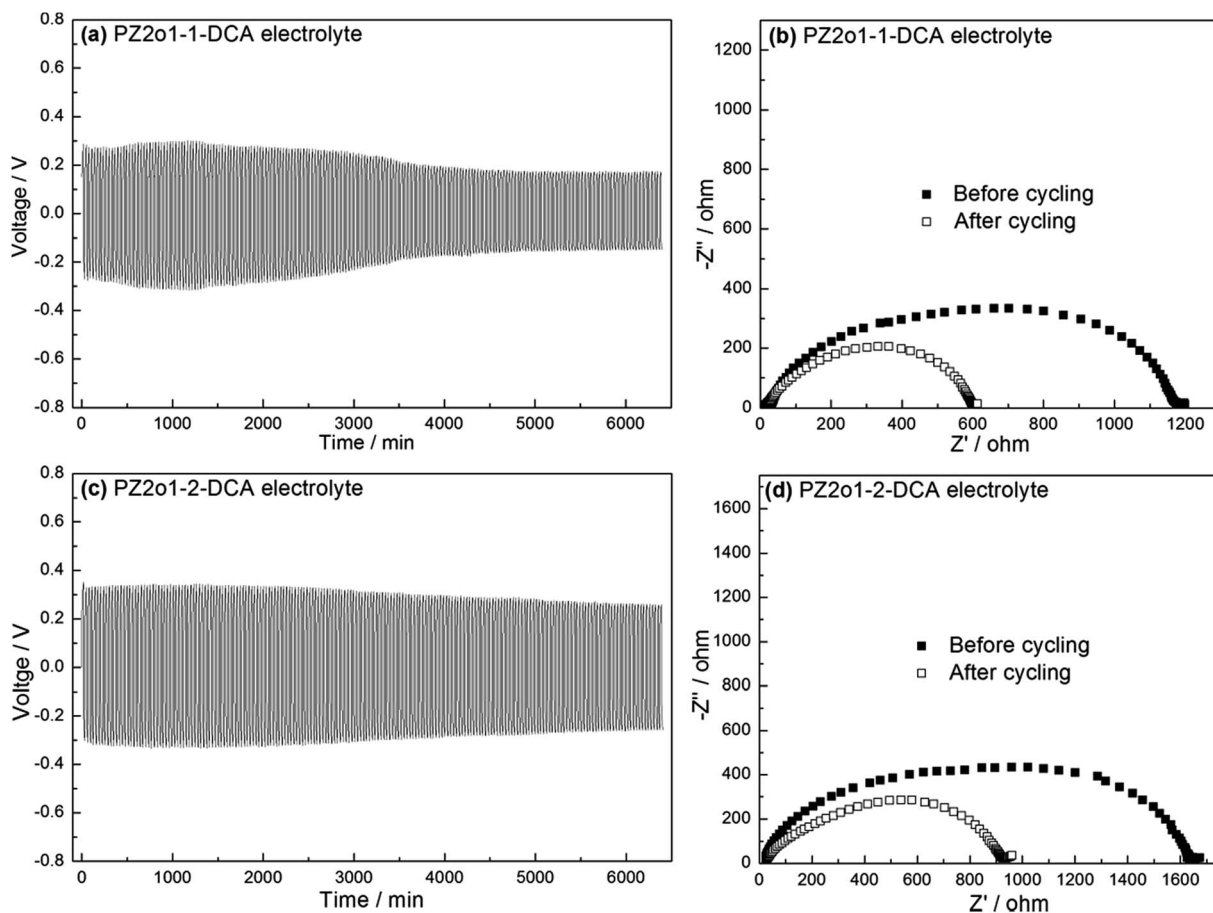 (a) PZ2o1-1-DCA electrolyte
0.8
0.6
0.4
0.2
0.0
-0.2
-0.4
-0.6
-0.8
Voltage / V
0 1000 2000 3000 4000 5000 6000
Time / min
(b) PZ2o1-1-DCA electrolyte
1200
1000
800
600
400
200
0
-Z" / ohm
Before cycling
After cycling
0 200 400 600 800 1000 1200
Z' / ohm
(c) PZ2o1-2-DCA electrolyte
0.8
0.6
0.4
0.2
0.0
-0.2
-0.4
-0.6
-0.8
Voltge / V
0 1000 2000 3000 4000 5000 6000
Time / min
(d) PZ2o1-2-DCA electrolyte
1600
1400
1200
1000
800
600
400
200
0
-Z" / ohm
Before cycling
After cycling
0 200 400 600 800 1000 1200 1400 1600
Z' / ohm